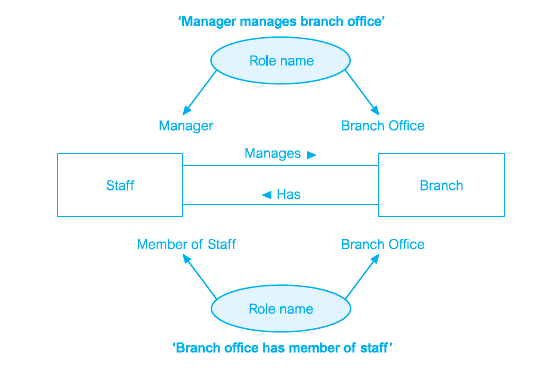 'Manager manages branch office'
Role name
Manager
Branch Office
Manages ►
Staff
Branch
◄ Has
Member of Staff
Branch Office
Role name
'Branch office has member of staff'